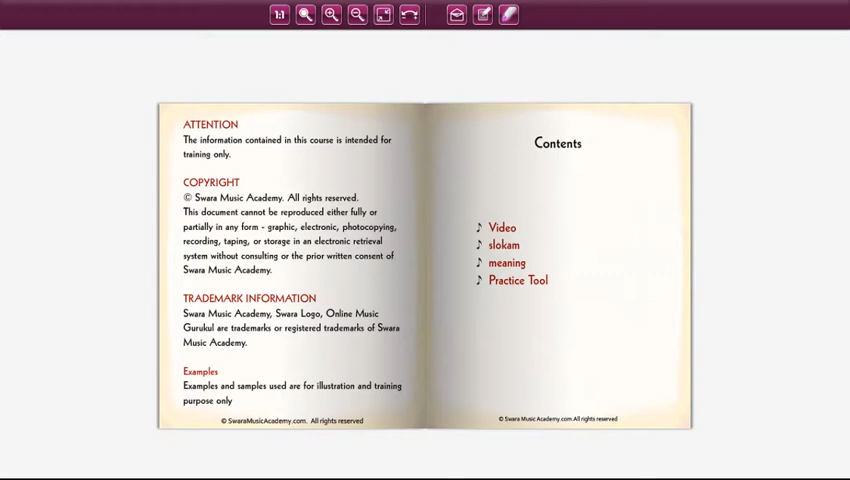 1:1
ATTENTION
The information contained in this course is intended for
training only.
COPYRIGHT
© Swara Music Academy. All rights reserved.
This document cannot be reproduced either fully or
partially in any form - graphic, electronic, photocopying,
recording, taping, or storage in an electronic retrieval
system without consulting or the prior written consent of
Swara Music Academy.
TRADEMARK INFORMATION
Swara Music Academy, Swara Logo, Online Music
Gurukul are trademarks or registered trademarks of Swara
Music Academy.
Examples
Examples and samples used are for illustration and training
purpose only
© SwaraMusicAcademy.com. All rights reserved
Contents
♪ Video
♪ slokam
♪ meaning
♪ Practice Tool
© Swara MusicAcademy.com.All rights reserved